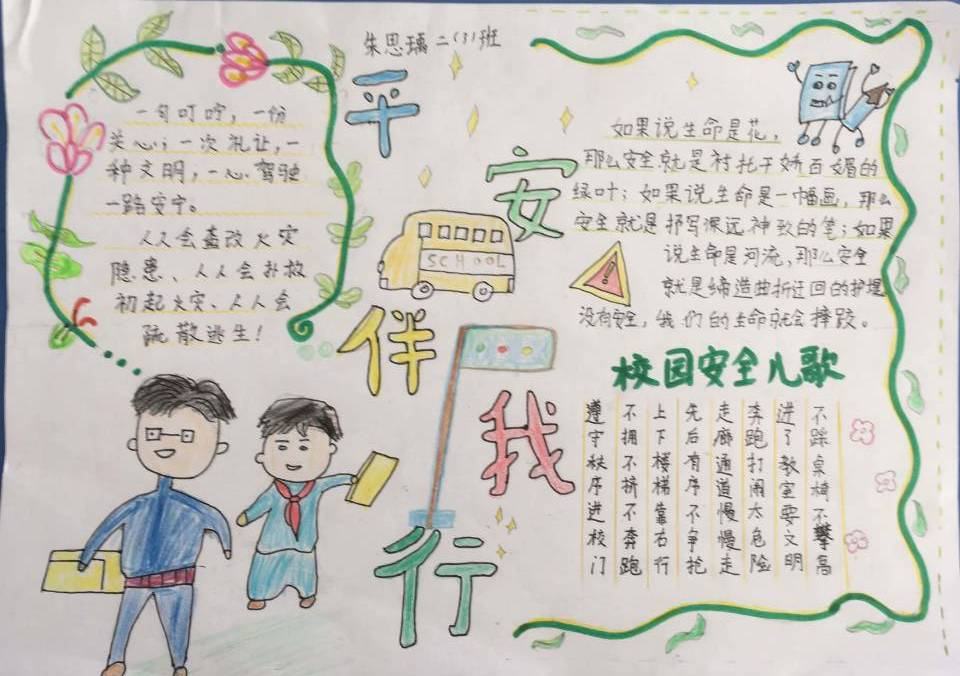 朱思瑀 二(3)班
平安伴我行
一句叮咛，一份
关心；一次礼让，一
种文明，一心驾驶
一路安宁。
人人会查改火灾
隐患、人人会扑救
初起火灾、人人会
疏散逃生！
SCHOOL
如果说生命是花，
那么安全就是衬托千娇百媚的
绿叶；如果说生命是一幅画，那么
安全就是抒写深远神致的笔；如果
说生命是河流，那么安全
就是缔造曲折迂回的护堤
没有安全，我们的生命就会摔跤。
校园安全儿歌
遵守秩序进校门
不拥不挤不奔跑
上下楼梯靠右行
先后有序不争抢
走廊通道慢慢走
奔跑打闹太危险
进了教室要文明
不踩桌椅不攀高